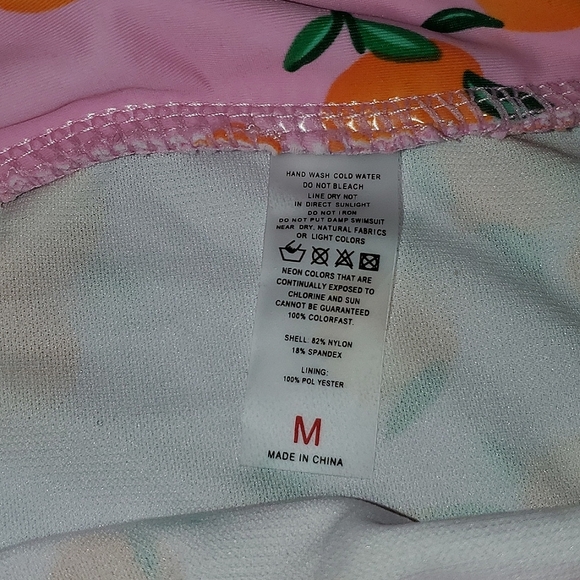 HAND WASH COLD WATER
DO NOT BLEACH
LINE DRY NOT
IN DIRECT SUNLIGHT
DO NOT IRON
DO NOT PUT DAMP SWIMSUIT
NEAR DRY, NATURAL FABRICS
OR LIGHT COLORS
NEON COLORS THAT ARE
CONTINUALLY EXPOSED TO
CHLORINE AND SUN
CANNOT BE GUARANTEED
100% COLORFAST.
SHELL: 82% NYLON
18% SPANDEX
LINING:
100% POLYESTER
M
MADE IN CHINA